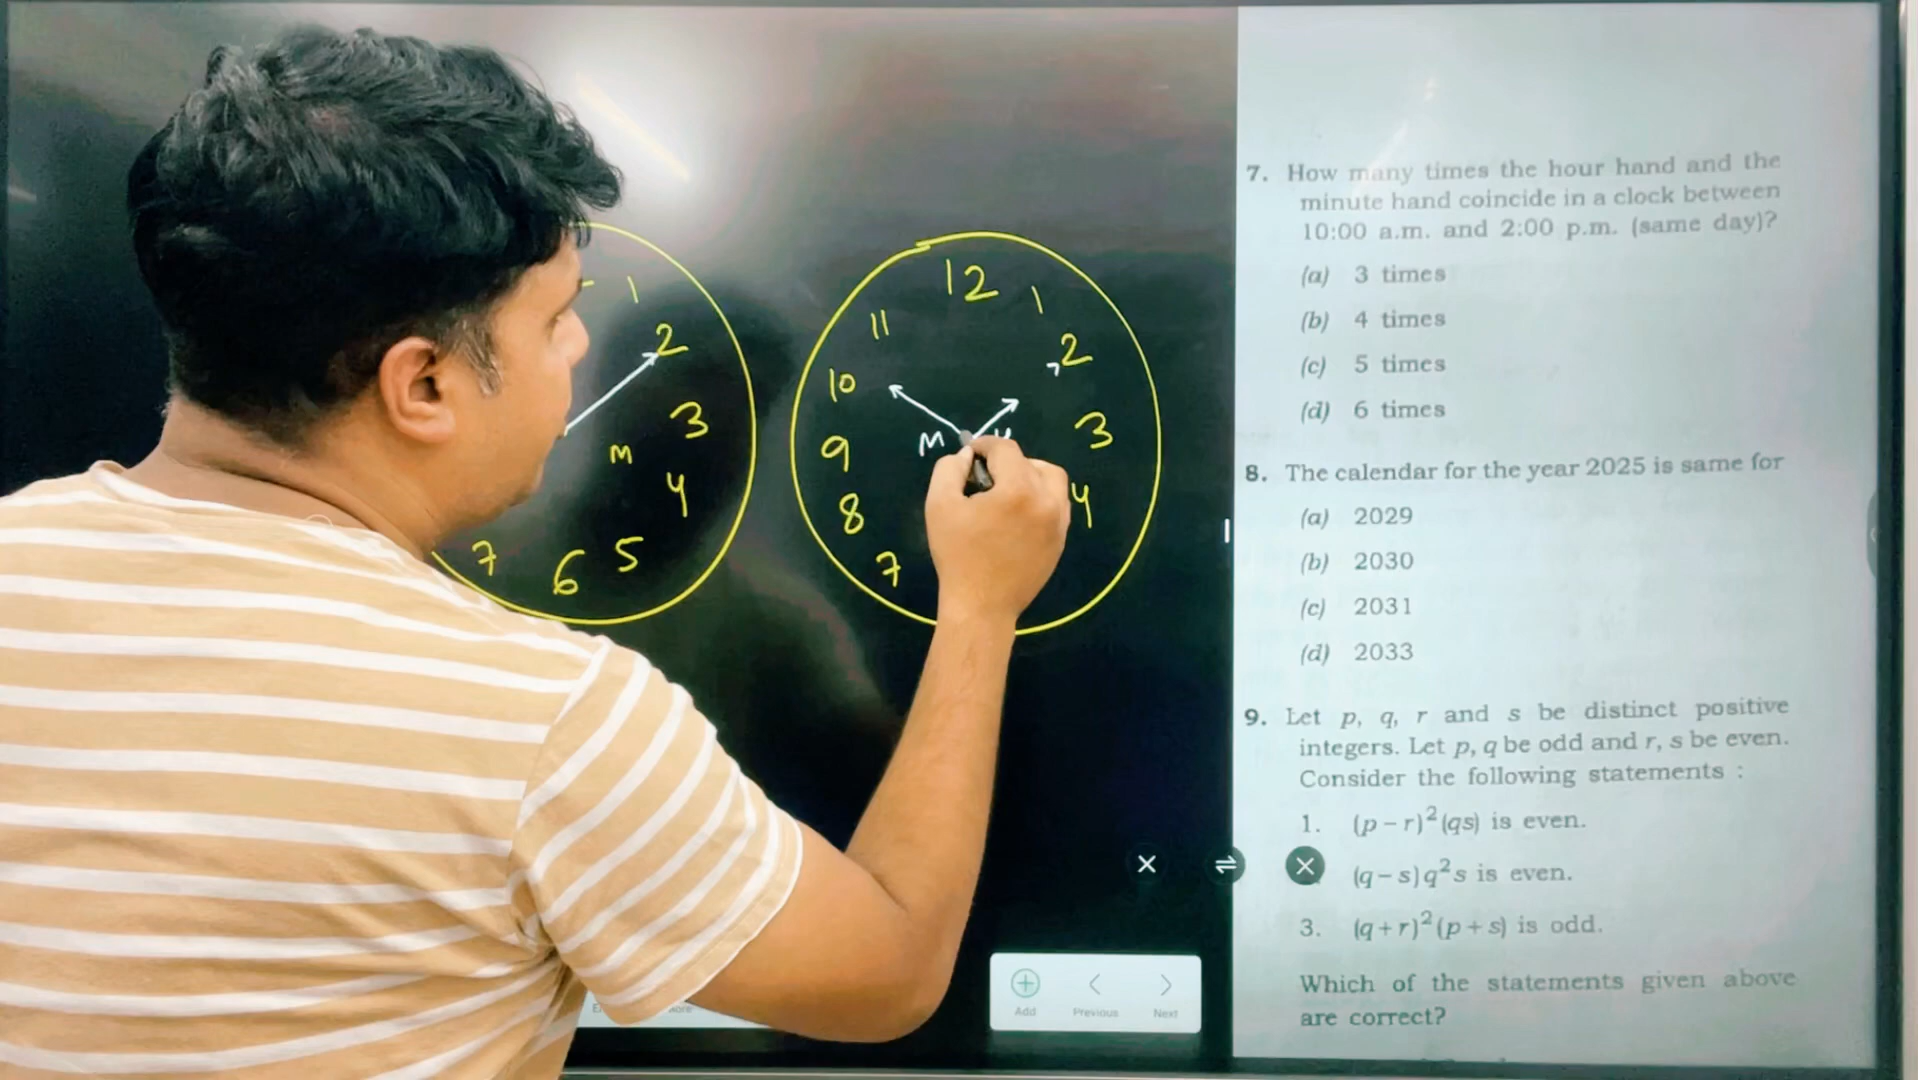 1
2
3
M
4
5
6
7
12
1
2
3
4
7
8
9
10
11
M
7. How many times the hour hand and the
minute hand coincide in a clock between
10:00 a.m. and 2:00 p.m. (same day)?
(a) 3 times
(b) 4 times
(c) 5 times
(d) 6 times
8. The calendar for the year 2025 is same for
(a) 2029
(b) 2030
(c) 2031
(d) 2033
9. Let p, q, r and s be distinct positive
integers. Let p, q be odd and r, s be even.
Consider the following statements :
1. (p – r)²(qs) is even.
(q – s)q²s is even.
3. (q + r)²(p + s) is odd.
Which of the statements given above
are correct?
Add Previous Next